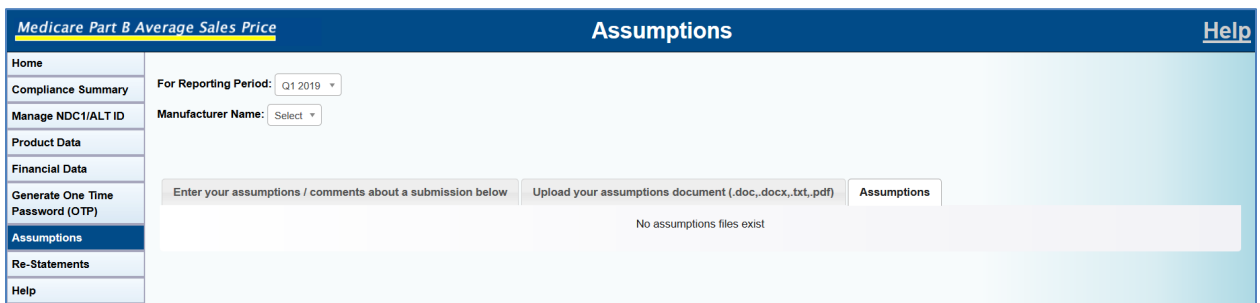 Medicare Part B Average Sales Price
Assumptions
Help
Home
Compliance Summary
Manage NDC1/ALT ID
Product Data
Financial Data
Generate One Time
Password (OTP)
Assumptions
Re-Statements
Help
For Reporting Period: Q1 2019
Manufacturer Name: Select
Enter your assumptions / comments about a submission below
Upload your assumptions document (.doc,.docx,.txt,.pdf)
Assumptions
No assumptions files exist